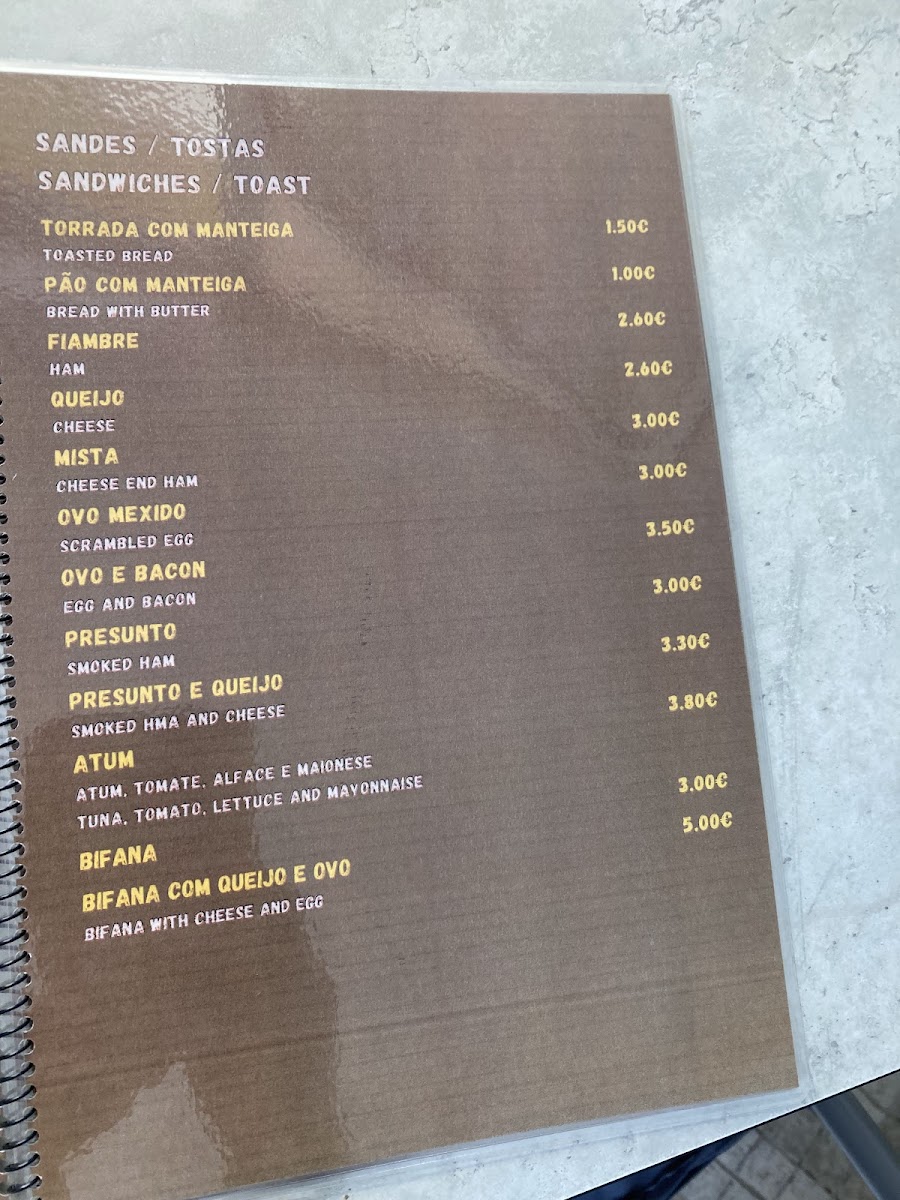 SANDES / TOSTAS
SANDWICHES / TOAST
TORRADA COM MANTEIGA 1.50€
TOASTED BREAD
PÃO COM MANTEIGA 1.00€
BREAD WITH BUTTER
FIAMBRE 2.60€
HAM
QUEIJO 2.60€
CHEESE
MISTA 3.00€
CHEESE END HAM
OVO MEXIDO 3.00€
SCRAMBLED EGG
OVO E BACON 3.50€
EGG AND BACON
PRESUNTO 3.00€
SMOKED HAM
PRESUNTO E QUEIJO 3.30€
SMOKED HMA AND CHEESE
ATUM 3.80€
ATUM, TOMATE, ALFACE E MAIONESE
TUNA, TOMATO, LETTUCE AND MAYONNAISE
BIFANA 3.00€
BIFANA COM QUEIJO E OVO 5.00€
BIFANA WITH CHEESE AND EGG